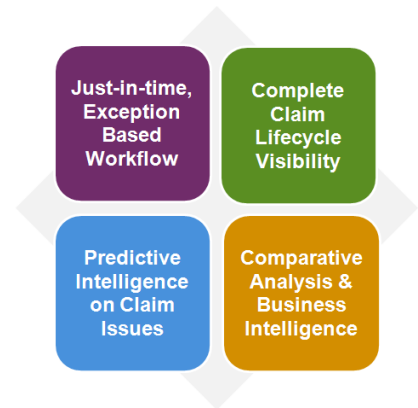 Just-in-time,
Exception
Based
Workflow
Complete
Claim
Lifecycle
Visibility
Predictive
Intelligence
on Claim
Issues
Comparative
Analysis &
Business
Intelligence